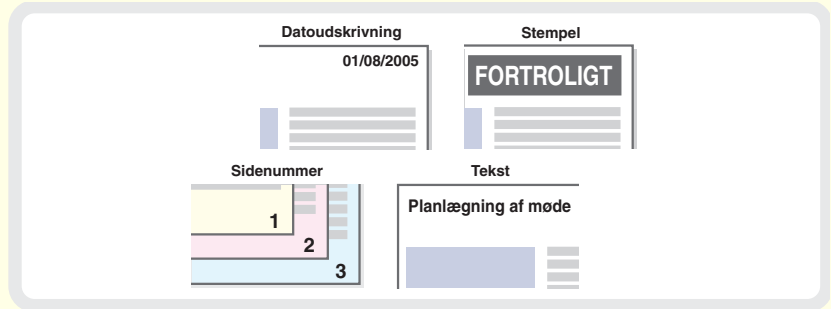 Datoudskrivning
01/08/2005
Stempel
FORTROLIGT
Sidenummer
1
2
3
Tekst
Planlægning af møde